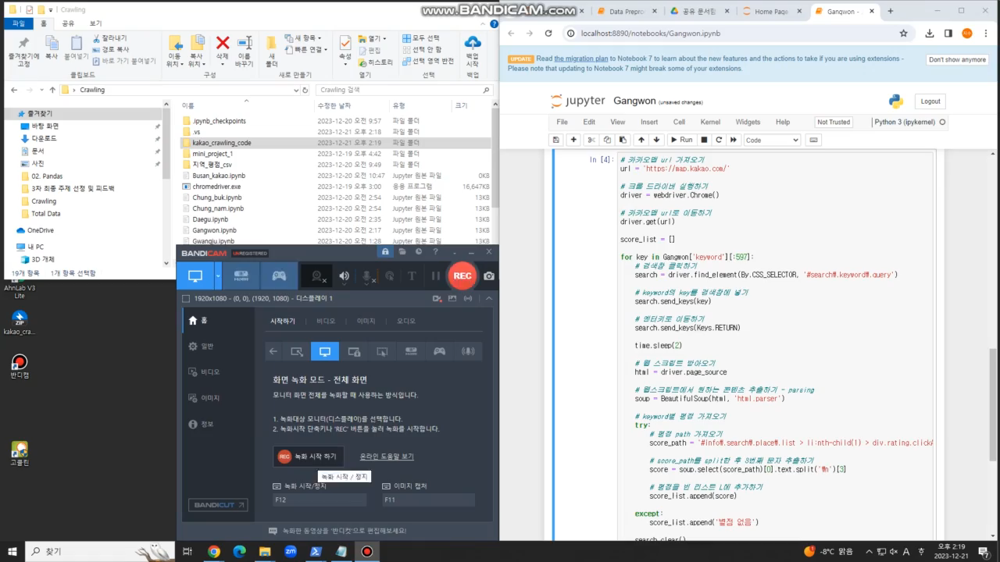 www.BANDICAM.com
Crawling
파일
홈
공유
보기
즐겨찾기에
고정
복사
붙여넣기
잘라내기
경로 복사
바로 가기 붙여넣기
클립보드
이동
위치
복사
위치
삭제
이름
바꾸기
구성
새
폴더
새 항목
빠른 연결
새로 만들기
속성
열기
편집
히스토리
열기
모두 선택
선택 안 함
선택 영역 반전
선택
백업
시작
백업
Crawling
Crawling 검색
즐겨찾기
바탕 화면
다운로드
문서
사진
02. Pandas
3차 최종 주제 선정 및 피드백
Crawling
Total Data
OneDrive
내 PC
3D 개체
이름 수정한 날짜 유형 크기
.ipynb_checkpoints 2023-12-20 오전 9:57 파일 폴더
.vs 2023-12-21 오후 2:18 파일 폴더
kakao_crawling_code 2023-12-21 오후 2:19 파일 폴더
mini_project_1 2023-12-19 오후 4:42 파일 폴더
지역_평점_csv 2023-12-20 오전 9:49 파일 폴더
Busan_kakao.ipynb 2023-12-20 오전 10:47 Jupyter 원본 파일 0KB
chromedriver.exe 2023-12-19 오후 3:00 응용 프로그램 16,647KB
Chung_buk.ipynb 2023-12-20 오후 2:54 Jupyter 원본 파일 13KB
Chung_nam.ipynb 2023-12-20 오후 2:54 Jupyter 원본 파일 13KB
Daegu.ipynb 2023-12-20 오후 2:35 Jupyter 원본 파일 13KB
Gangwon.ipynb 2023-12-20 오후 2:17 Jupyter 원본 파일 13KB
Gwangju.ipynb 2023-12-20 오후 1:28 Jupyter 원본 파일 13KB
19개 항목 1개 항목 선택함
AhnLab V3
Lite
ZIP
kakao_cra...
반디캠
고클린
BANDICAM UNREGISTERED
HDMI
REC
1920x1080 - (0, 0), (1920, 1080) - 디스플레이 1
홈
일반
비디오
이미지
정보
BANDICUT
시작하기 비디오 이미지 오디오
화면 녹화 모드 - 전체 화면
모니터 화면 전체를 녹화할 때 사용하는 방식입니다.
1. 녹화대상 모니터(디스플레이)를 선택합니다.
2. 녹화시작 단축키나 'REC' 버튼을 눌러 녹화를 시작합니다.
REC 녹화 시작 하기
온라인 도움말 보기
녹화 시작 / 정지
녹화 시작/정지 이미지 캡처
F12 F11
녹화한 동영상을 '반디컷'으로 편집해보세요!
Prepro
공유 문서함
Home Page
Gangwon -
localhost:8890/notebooks/Gangwon.ipynb
UPDATE Read the migration plan to Notebook 7 to learn about the new features and the actions to take if you are using extensions -
Please note that updating to Notebook 7 might break some of your extensions.
Don't show anymore
jupyter Gangwon (unsaved changes)
Logout
File Edit View Insert Cell Kernel Widgets Help
Not Trusted
Python 3 (ipykernel)
Run
Code
In [4]:
# 카카오맵 url 가져오기
url = 'https://map.kakao.com/'
# 크롬 드라이버 실행하기
driver = webdriver.Chrome()
# 카카오맵 url로 이동하기
driver.get(url)
score_list = []
for key in Gangwon['keyword'][:597]:
# 검색창 클릭하기
search = driver.find_element(By.CSS_SELECTOR, '#search₩.keyword₩.query')
# keyword의 key를 검색창에 넣기
search.send_keys(key)
# 엔터키로 이동하기
search.send_keys(Keys.RETURN)
time.sleep(2)
# 웹 스크립트 받아오기
html = driver.page_source
# 웹스크립트에서 원하는 콘텐츠 추출하기 - parsing
soup = BeautifulSoup(html, 'html.parser')
# keyword별 평점 가져오기
try:
# 평점 path 가져오기
score_path = '#info₩.search₩.place₩.list > li:nth-child(1) > div.rating.clickA
# score_path를 split한 후 3번째 문자 추출하기
score = soup.select(score_path)[0].text.split('₩n')[3]
# 평점을 빈 리스트 L에 추가하기
score_list.append(score)
except:
score_list.append('별점 없음')
search.clear()
찾기
zm
-8°C 맑음
A
오후 2:19
2023-12-21